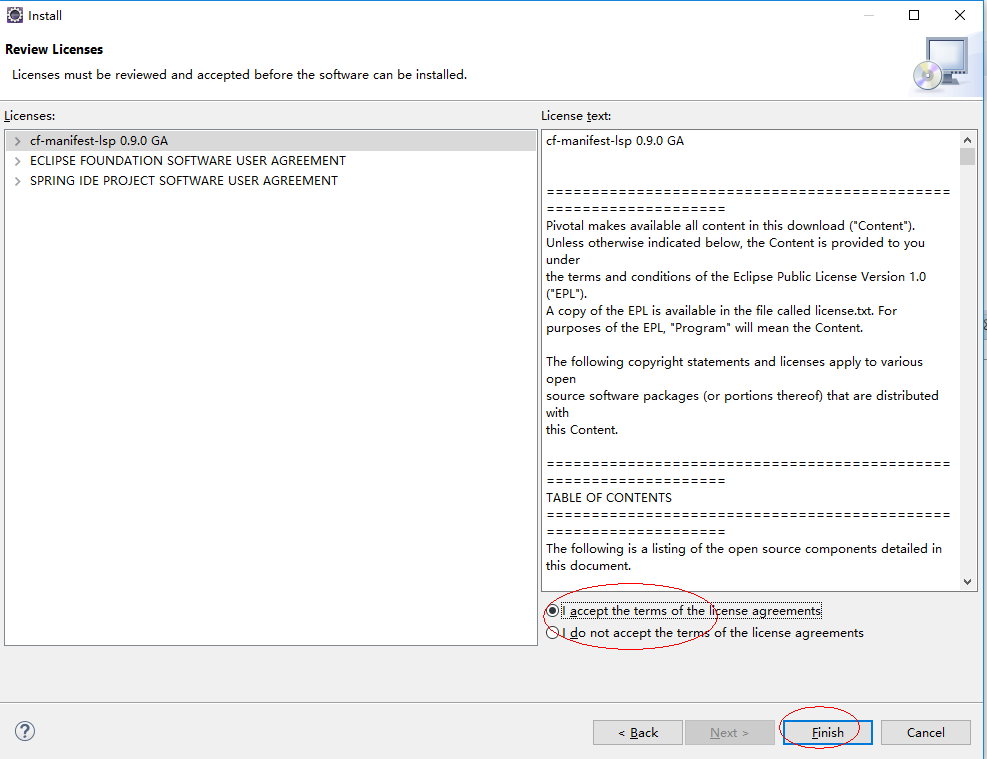 Install
Review Licenses
Licenses must be reviewed and accepted before the software can be installed.
Licenses:
cf-manifest-lsp 0.9.0 GA
ECLIPSE FOUNDATION SOFTWARE USER AGREEMENT
SPRING IDE PROJECT SOFTWARE USER AGREEMENT
License text:
cf-manifest-lsp 0.9.0 GA
=============================================
====================
Pivotal makes available all content in this download ("Content").
Unless otherwise indicated below, the Content is provided to you
under
the terms and conditions of the Eclipse Public License Version 1.0
("EPL").
A copy of the EPL is available in the file called license.txt. For
purposes of the EPL, "Program" will mean the Content.
The following copyright statements and licenses apply to various
open
source software packages (or portions thereof) that are distributed
with
this Content.
=============================================
====================
TABLE OF CONTENTS
=============================================
====================
The following is a listing of the open source components detailed in
this document.
I accept the terms of the license agreements
I do not accept the terms of the license agreements
?
< Back
Next >
Finish
Cancel